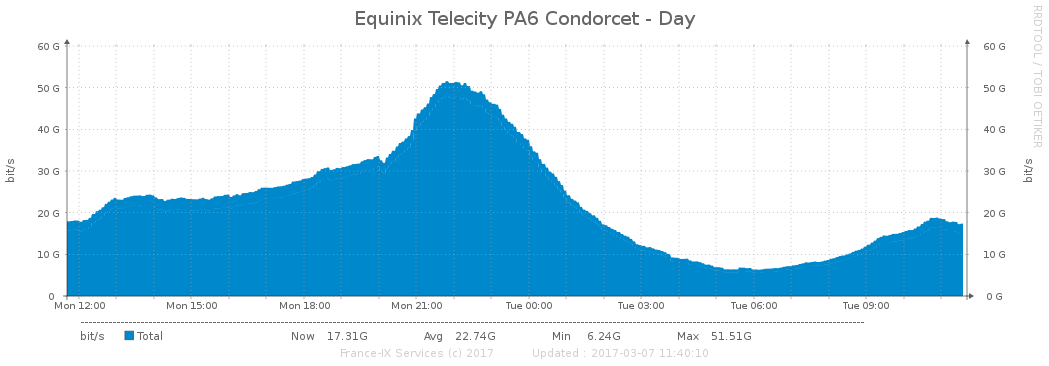 Equinix Telecity PA6 Condorcet - Day
RRDTOOL / TOBI OETIKER
bit/s
60 G
50 G
40 G
30 G
20 G
10 G
0
60 G
50 G
40 G
30 G
20 G
10 G
0 G
bit/s
Mon 12:00 Mon 15:00 Mon 18:00 Mon 21:00 Tue 00:00 Tue 03:00 Tue 06:00 Tue 09:00
bit/s Total Now 17.31G Avg 22.74G Min 6.24G Max 51.51G
France-IX Services (c) 2017 Updated : 2017-03-07 11:40:10